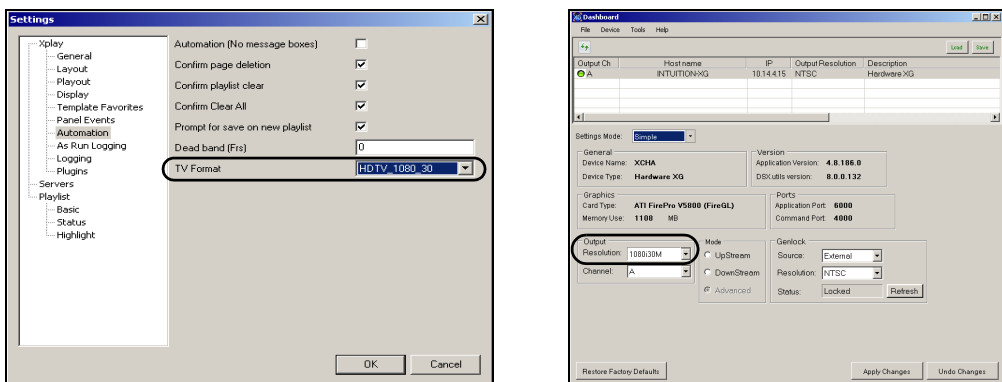 Settings
Xplay
General
Layout
Playout
Display
Template Favorites
Panel Events
Automation
As Run Logging
Logging
Plugins
Servers
Playlist
Basic
Status
Highlight
Automation (No message boxes)
Confirm page deletion
Confirm playlist clear
Confirm Clear All
Prompt for save on new playlist
Dead band (Frs) 0
TV Format HDTV_1080_30
OK Cancel
Dashboard
File Device Tools Help
Load Save
Output Ch Host name IP Output Resolution Description
A INTUITION-XG 10.14.4.15 NTSC Hardware XG
Settings Mode: Simple
General
Device Name: XCHA
Device Type: Hardware XG
Version
Application Version: 4.8.186.0
DSX.utils version: 8.0.0.132
Graphics
Card Type: ATI FirePro V5800 (FireGL)
Memory Use: 1108 MB
Ports
Application Port: 6000
Command Port: 4000
Output
Resolution: 1080i30M
Channel: A
Mode
UpStream
DownStream
Advanced
Genlock
Source: External
Resolution: NTSC
Status: Locked Refresh
Restore Factory Defaults Apply Changes Undo Changes